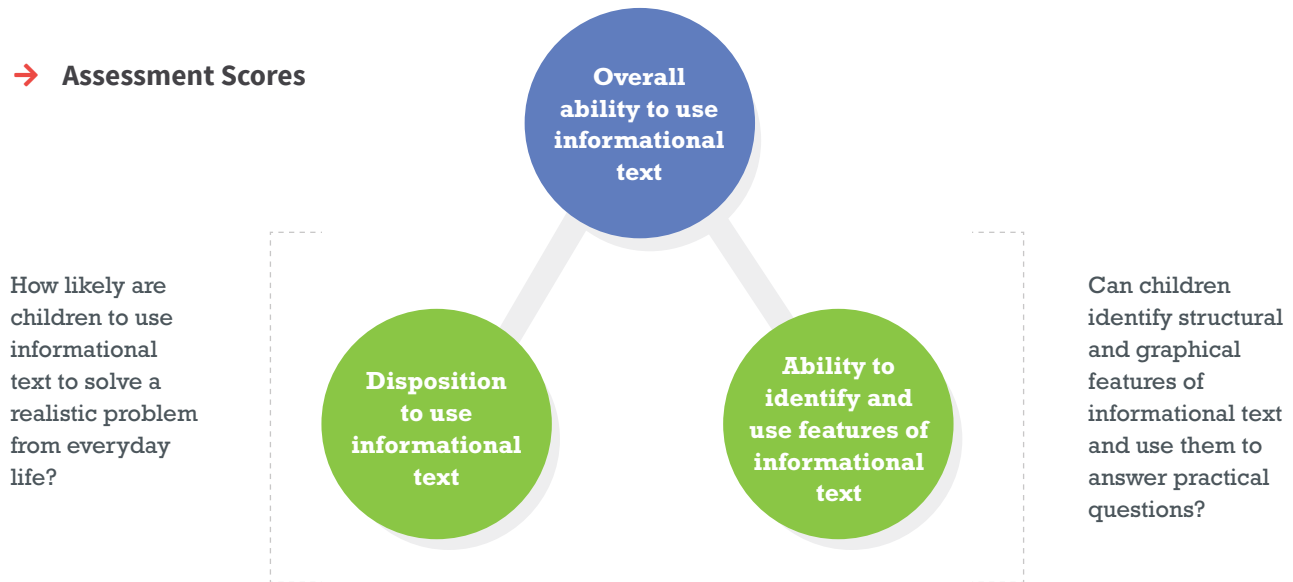 Assessment Scores
Overall
ability to use
informational
text
How likely are
children to use
informational
text to solve a
realistic problem
from everyday
life?
Disposition
to use
informational
text
Ability to
identify and
use features of
informational
text
Can children
identify structural
and graphical
features of
informational text
and use them to
answer practical
questions?